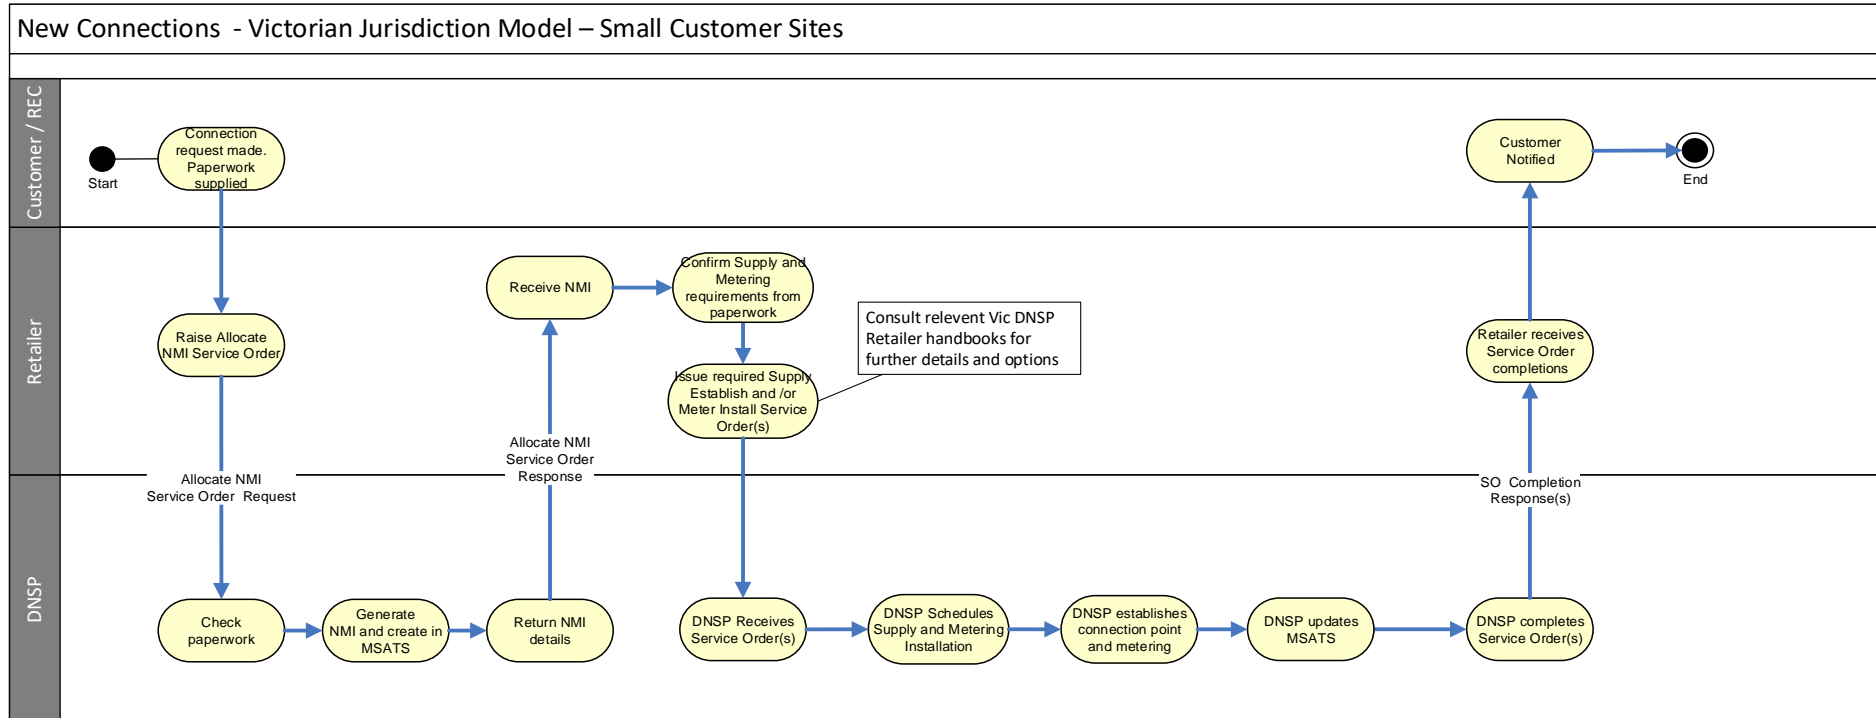 New Connections - Victorian Jurisdiction Model – Small Customer Sites
Customer / REC
Start
Connection
request made.
Paperwork
supplied
Customer
Notified
End
Retailer
Raise Allocate
NMI Service Order
Receive NMI
Confirm Supply and
Metering
requirements from
paperwork
Issue required Supply
Establish and /or
Meter Install Service
Order(s)
Consult relevent Vic DNSP
Retailer handbooks for
further details and options
Retailer receives
Service Order
completions
Allocate NMI
Service Order Request
Allocate NMI
Service Order
Response
SO Completion
Response(s)
DNSP
Check
paperwork
Generate
NMI and create in
MSATS
Return NMI
details
DNSP Receives
Service Order(s)
DNSP Schedules
Supply and Metering
Installation
DNSP establishes
connection point
and metering
DNSP updates
MSATS
DNSP completes
Service Order(s)